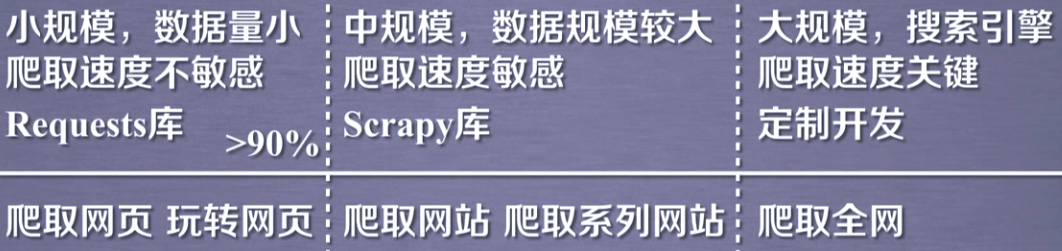 小规模，数据量小
爬取速度不敏感
Requests库
>90%
中规模，数据规模较大
爬取速度敏感
Scrapy库
大规模，搜索引擎
爬取速度关键
定制开发
爬取网页 玩转网页
爬取网站 爬取系列网站
爬取全网